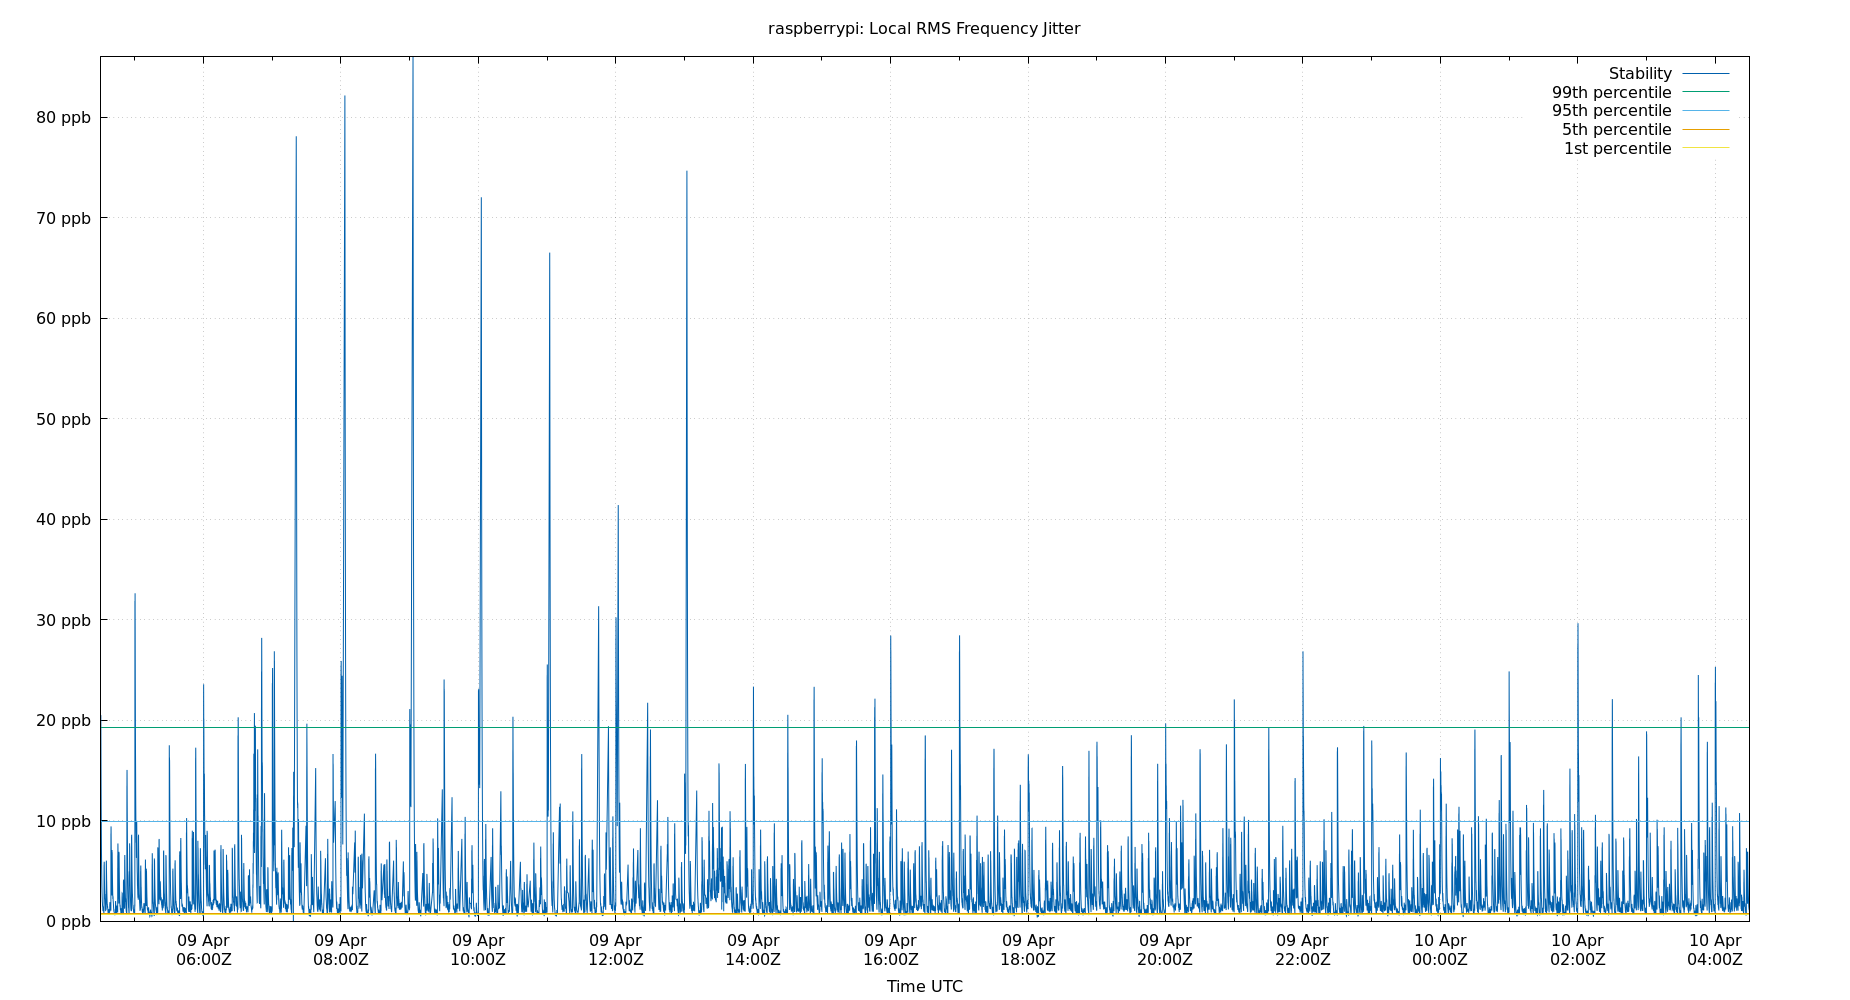 raspberrypi: Local RMS Frequency Jitter
Stability
99th percentile
95th percentile
5th percentile
1st percentile
80 ppb
70 ppb
60 ppb
50 ppb
40 ppb
30 ppb
20 ppb
10 ppb
0 ppb
09 Apr 09 Apr 09 Apr 09 Apr 09 Apr 09 Apr 09 Apr 09 Apr 09 Apr 10 Apr 10 Apr 10 Apr
06:00Z 08:00Z 10:00Z 12:00Z 14:00Z 16:00Z 18:00Z 20:00Z 22:00Z 00:00Z 02:00Z 04:00Z
Time UTC